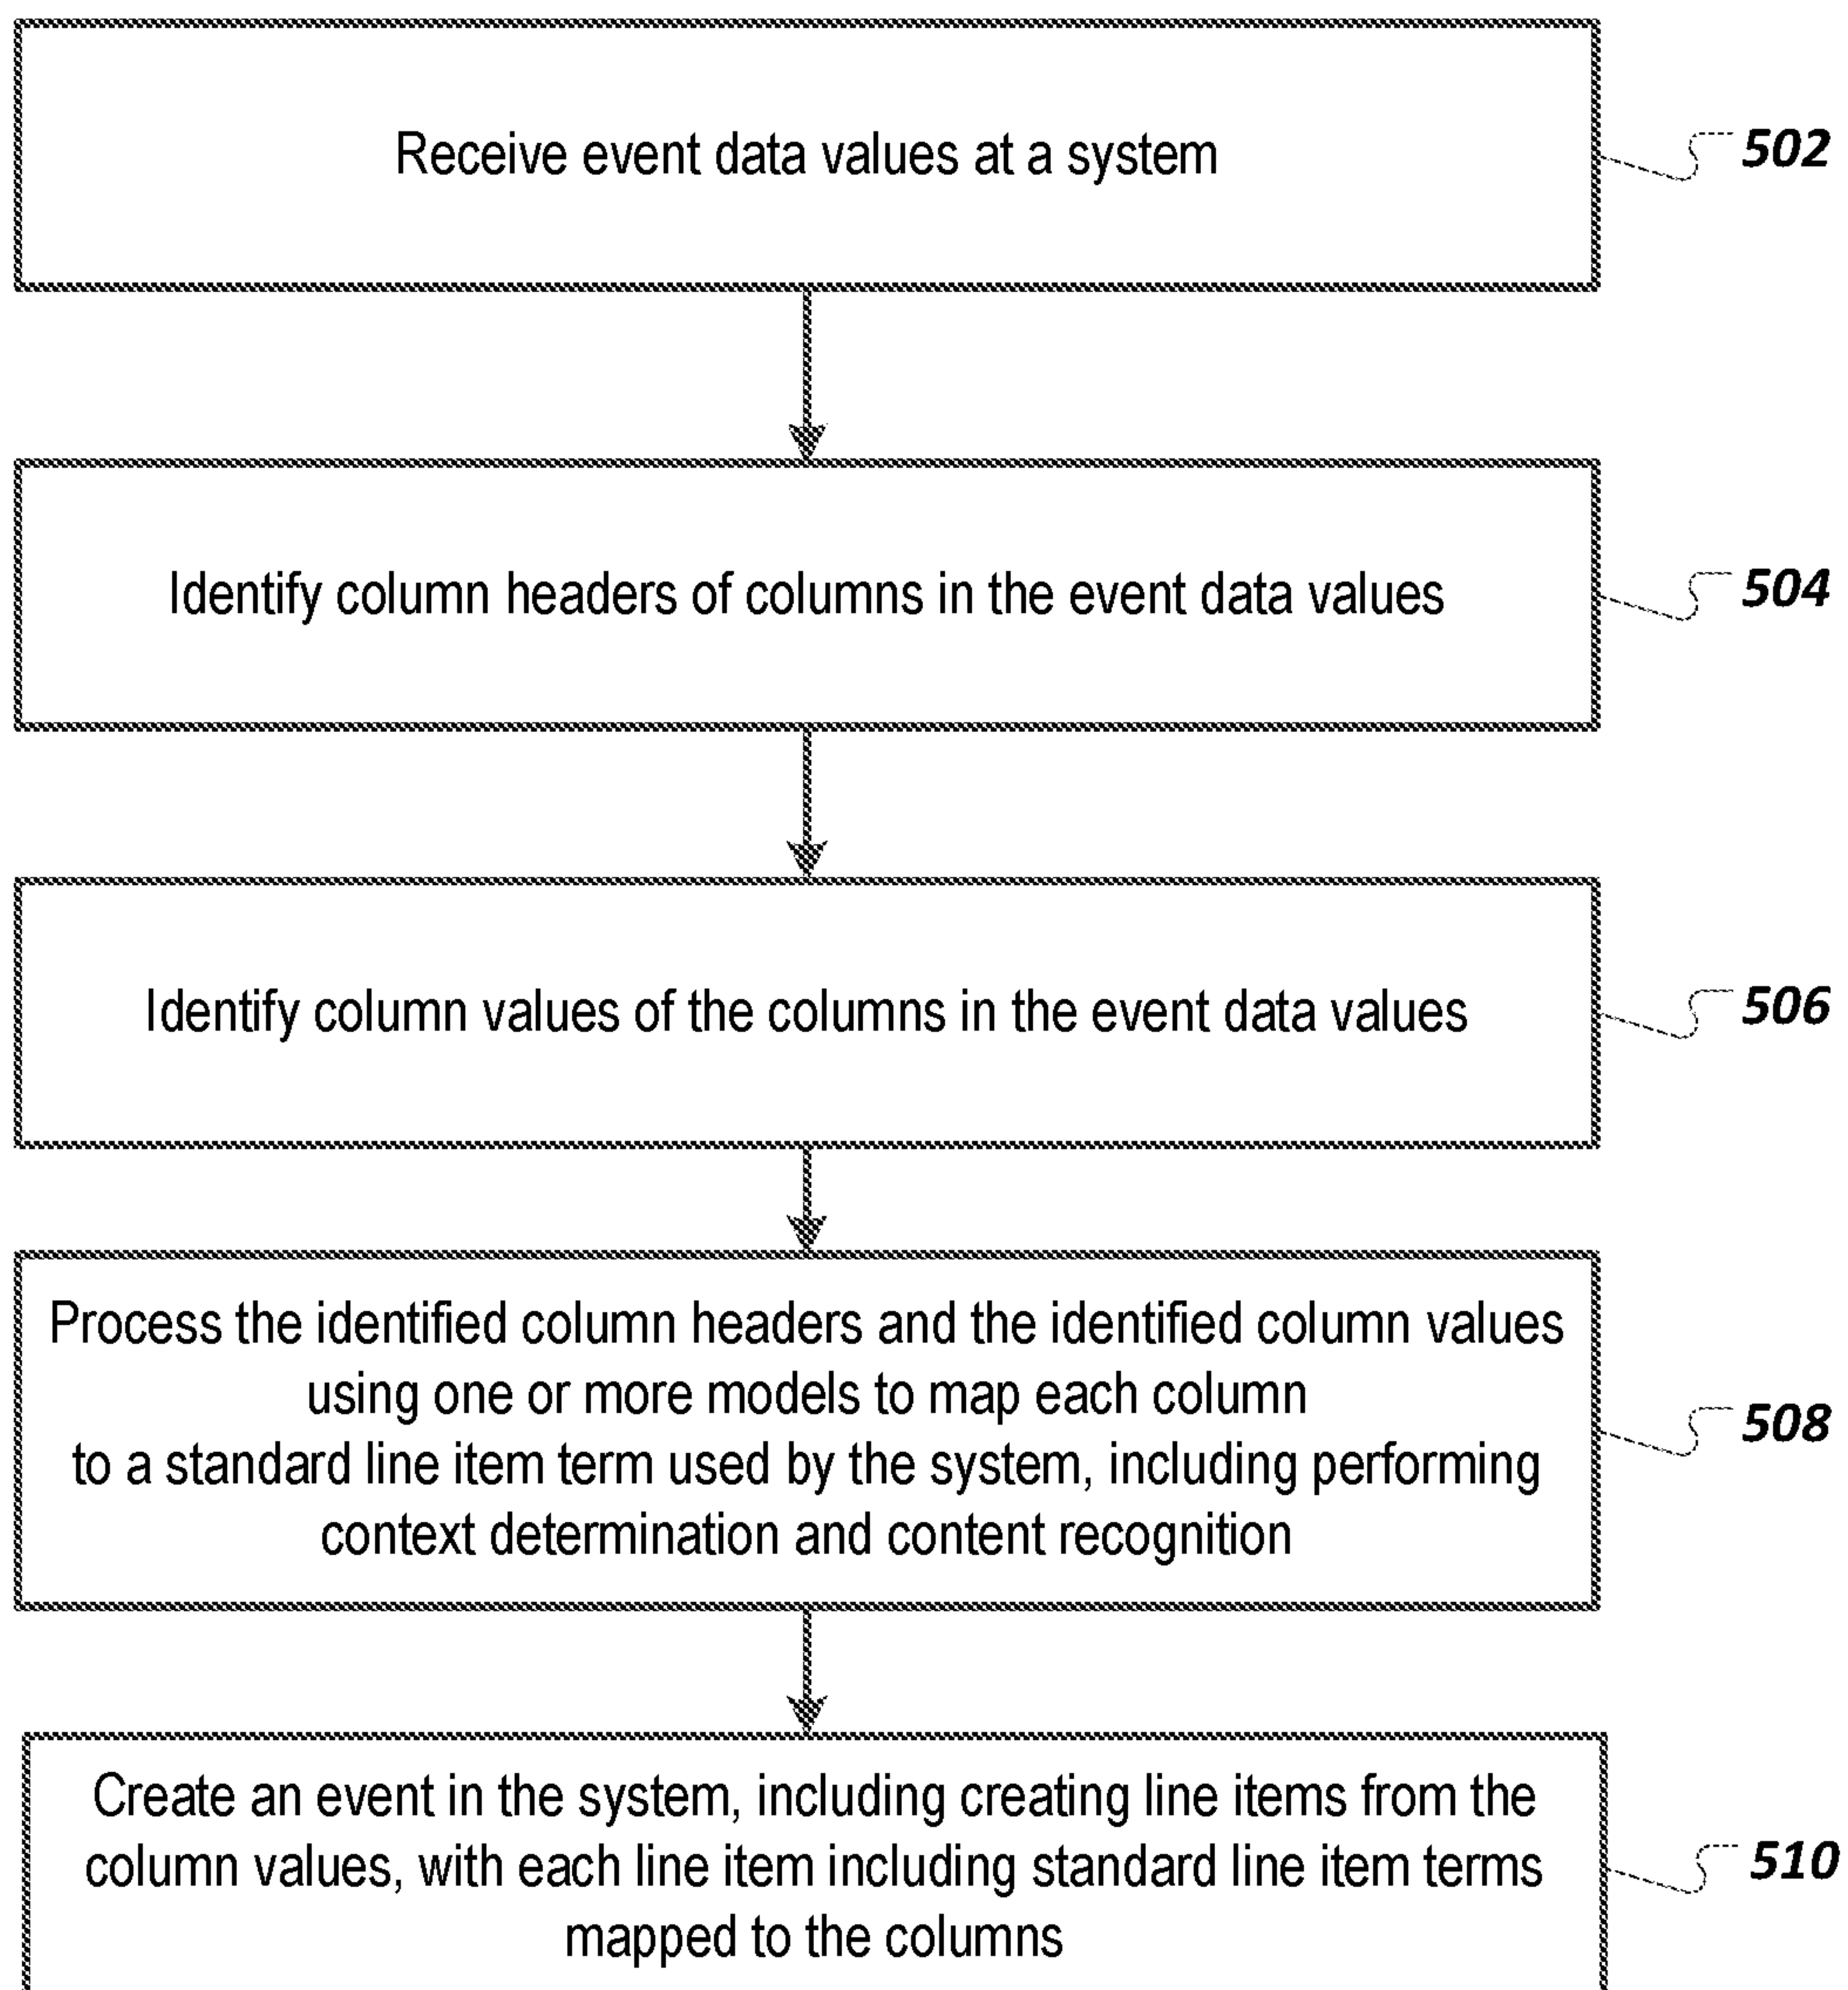 Receive event data values at a system
502
Identify column headers of columns in the event data values
504
Identify column values of the columns in the event data values
506
Process the identified column headers and the identified column values
using one or more models to map each column
to a standard line item term used by the system, including performing
context determination and content recognition
508
Create an event in the system, including creating line items from the
column values, with each line item including standard line item terms
mapped to the columns
510